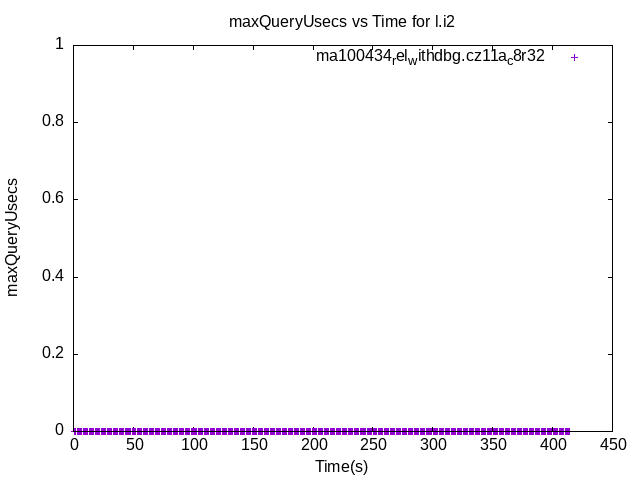 maxQueryUsecs vs Time for l.i2
ma100434_rel_withdbg.cz11a_c8r32
1
0.8
0.6
0.4
0.2
0
maxQueryUsecs
0 50 100 150 200 250 300 350 400 450
Time(s)